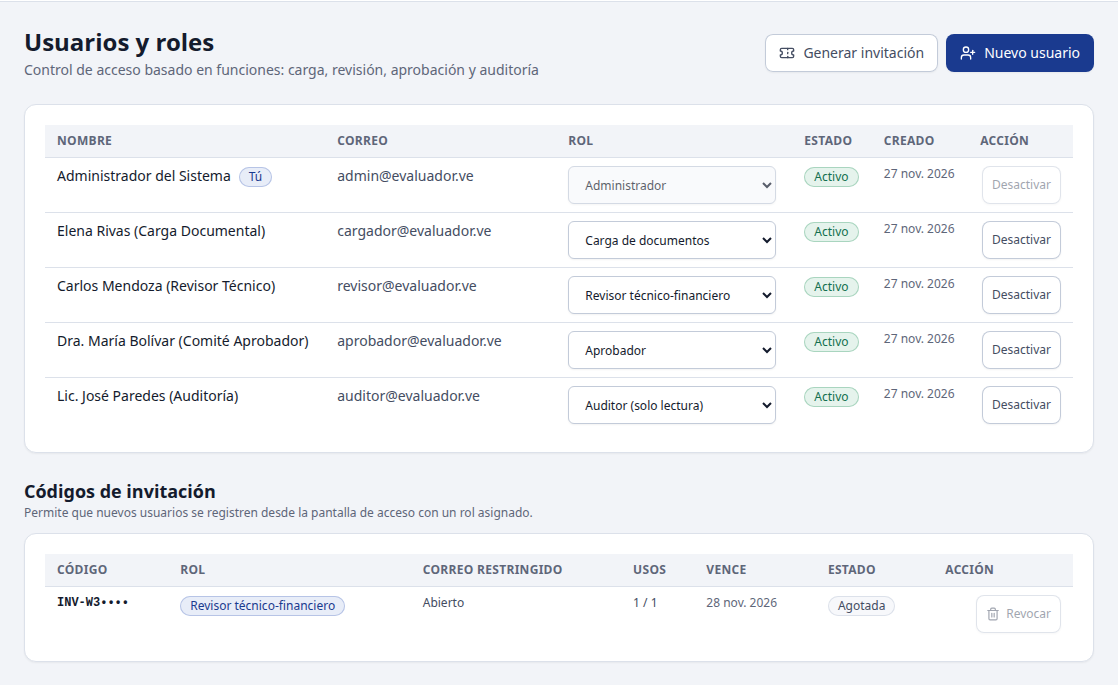 Usuarios y roles
Control de acceso basado en funciones: carga, revisión, aprobación y auditoría
Generar invitación
Nuevo usuario
NOMBRE CORREO ROL ESTADO CREADO ACCIÓN
Administrador del Sistema Tú admin@evaluador.ve Administrador Activo 27 nov. 2026 Desactivar
Elena Rivas (Carga Documental) cargador@evaluador.ve Carga de documentos Activo 27 nov. 2026 Desactivar
Carlos Mendoza (Revisor Técnico) revisor@evaluador.ve Revisor técnico-financiero Activo 27 nov. 2026 Desactivar
Dra. María Bolívar (Comité Aprobador) aprobador@evaluador.ve Aprobador Activo 27 nov. 2026 Desactivar
Lic. José Paredes (Auditoría) auditor@evaluador.ve Auditor (solo lectura) Activo 27 nov. 2026 Desactivar
Códigos de invitación
Permite que nuevos usuarios se registren desde la pantalla de acceso con un rol asignado.
CÓDIGO ROL CORREO RESTRINGIDO USOS VENCE ESTADO ACCIÓN
INV-W3•••• Revisor técnico-financiero Abierto 1 / 1 28 nov. 2026 Agotada Revocar